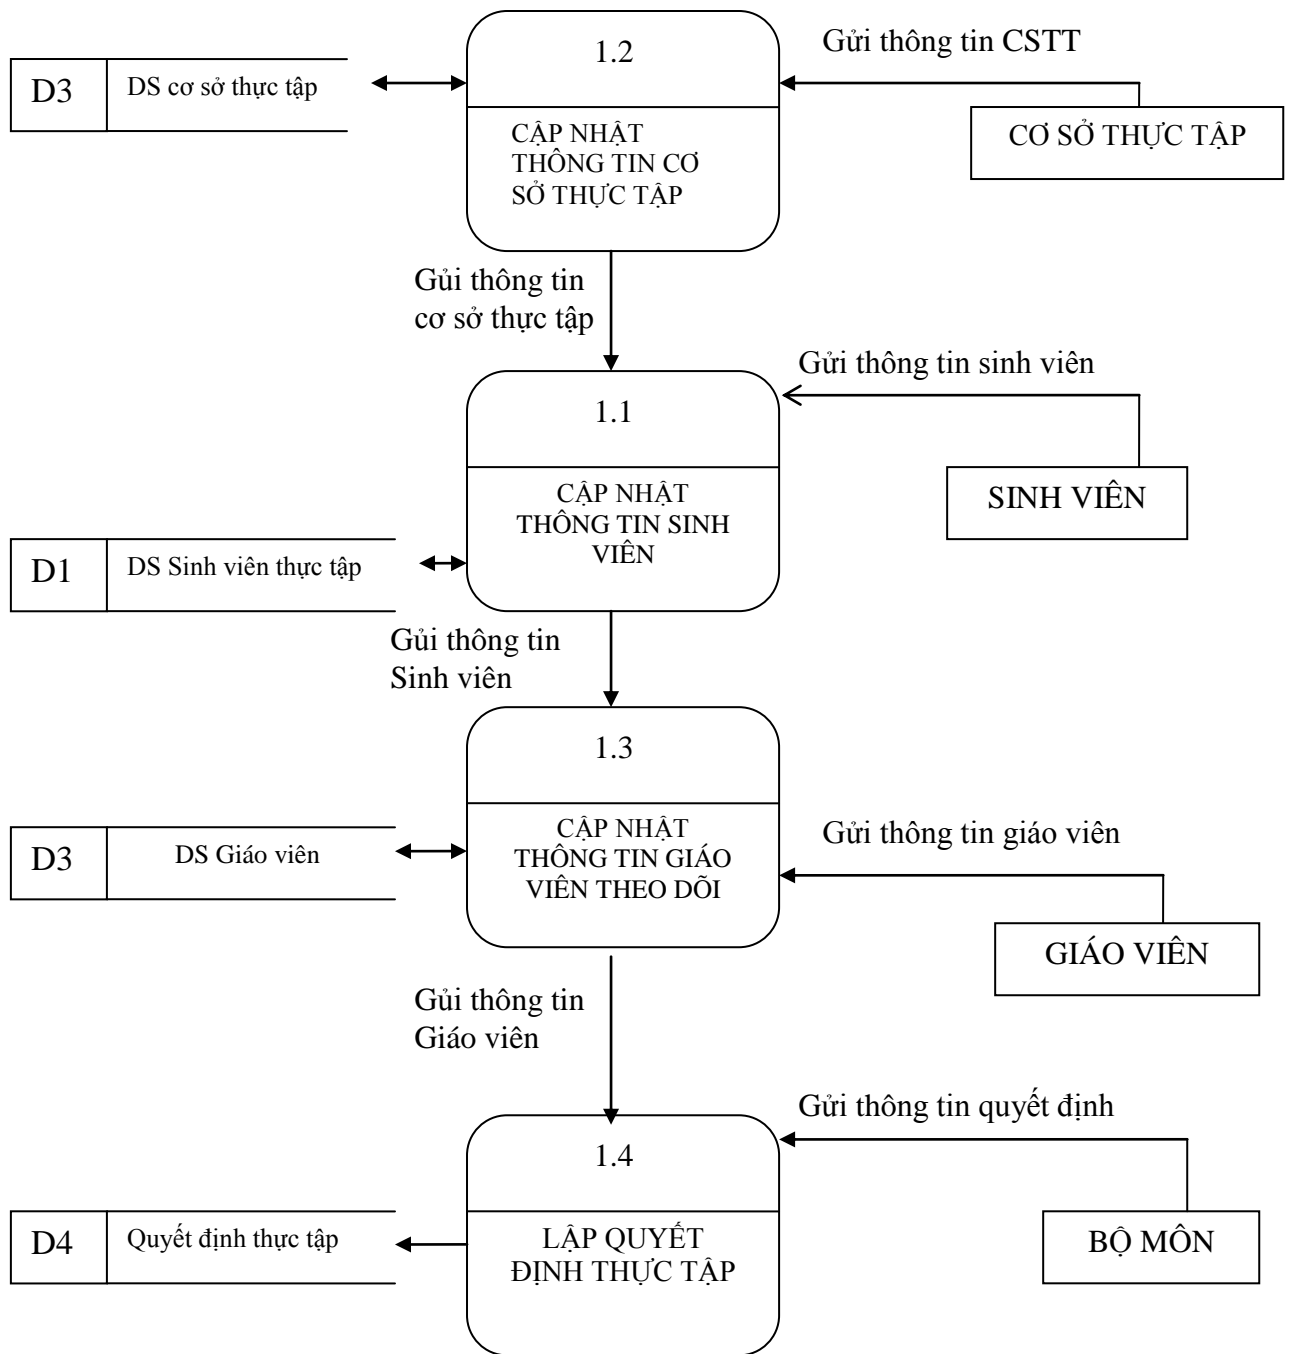 1.2
Gửi thông tin CSTT
D3
DS cơ sở thực tập
CẬP NHẬT
THÔNG TIN CƠ
SỞ THỰC TẬP
CƠ SỞ THỰC TẬP
Gủi thông tin
cơ sở thực tập
Gửi thông tin sinh viên
1.1
CẬP NHẬT
THÔNG TIN SINH
VIÊN
SINH VIÊN
D1
DS Sinh viên thực tập
Gủi thông tin
Sinh viên
1.3
CẬP NHẬT
THÔNG TIN GIÁO
VIÊN THEO DÕI
Gửi thông tin giáo viên
D3
DS Giáo viên
GIÁO VIÊN
Gủi thông tin
Giáo viên
Gửi thông tin quyết định
1.4
D4
Quyết định thực tập
LẬP QUYẾT
ĐỊNH THỰC TẬP
BỘ MÔN